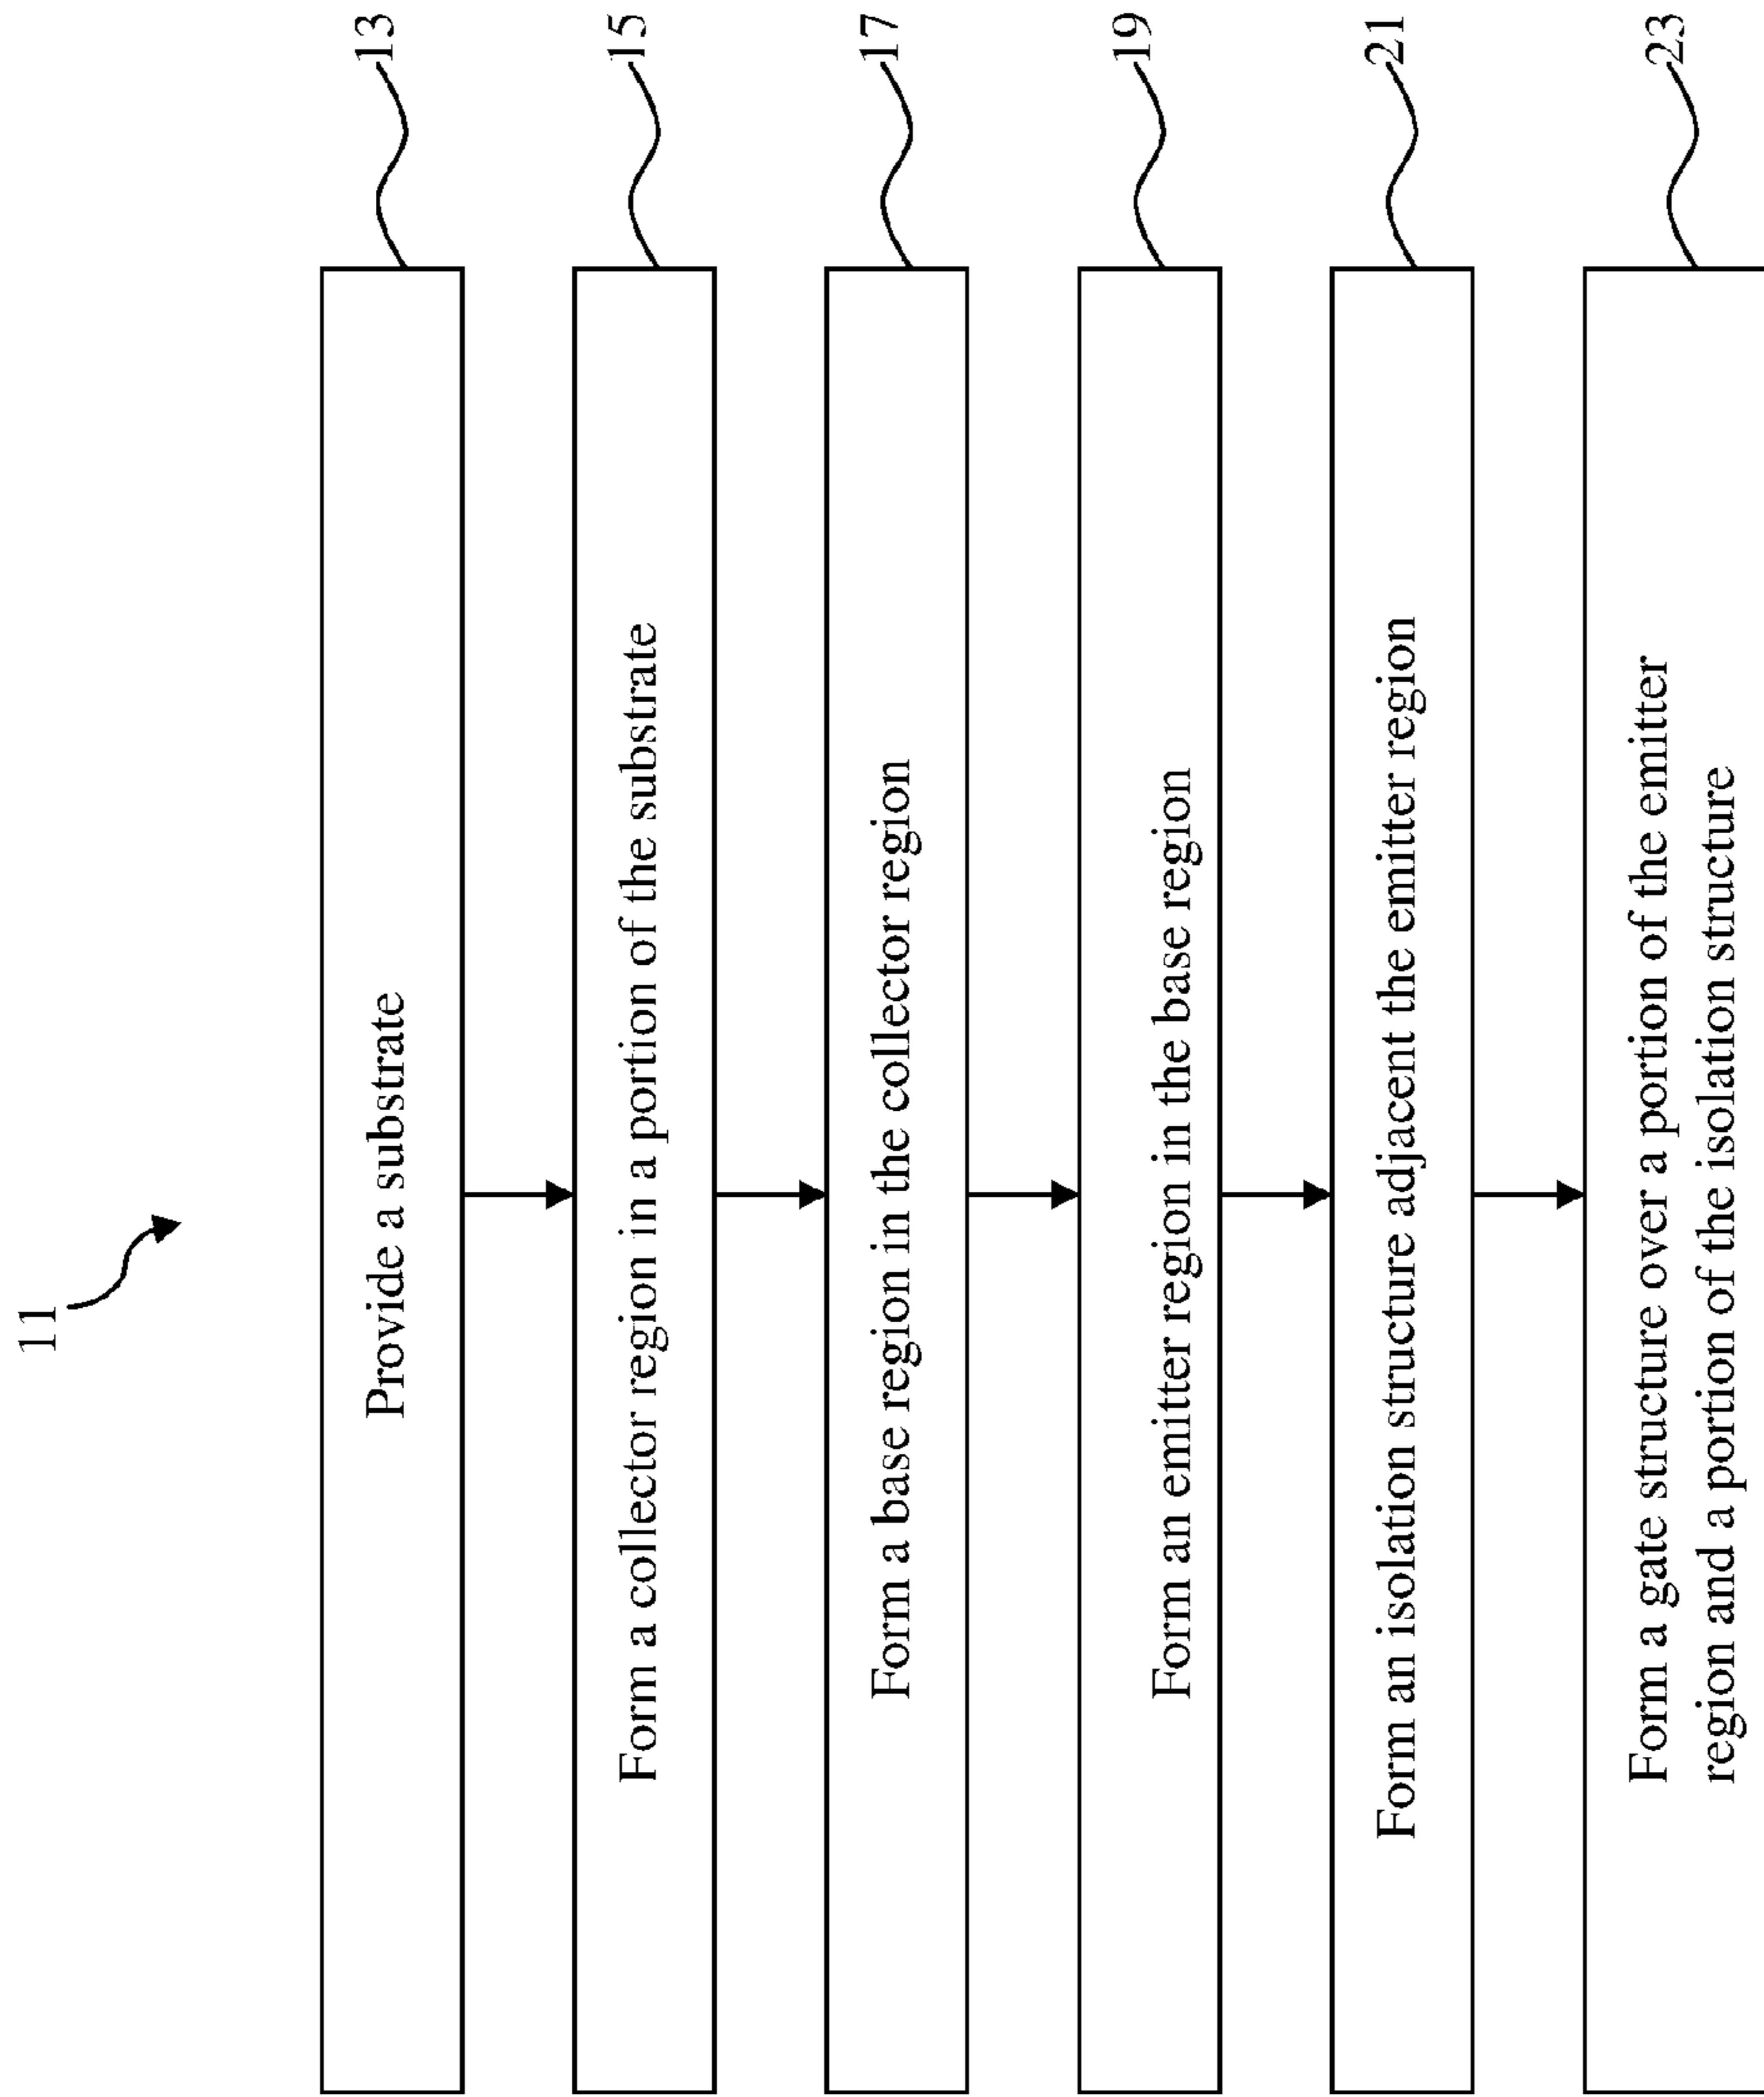 11
Provide a substrate
13
Form a collector region in a portion of the substrate
15
Form a base region in the collector region
17
Form an emitter region in the base region
19
Form an isolation structure adjacent the emitter region
21
Form a gate structure over a portion of the emitter
region and a portion of the isolation structure
23